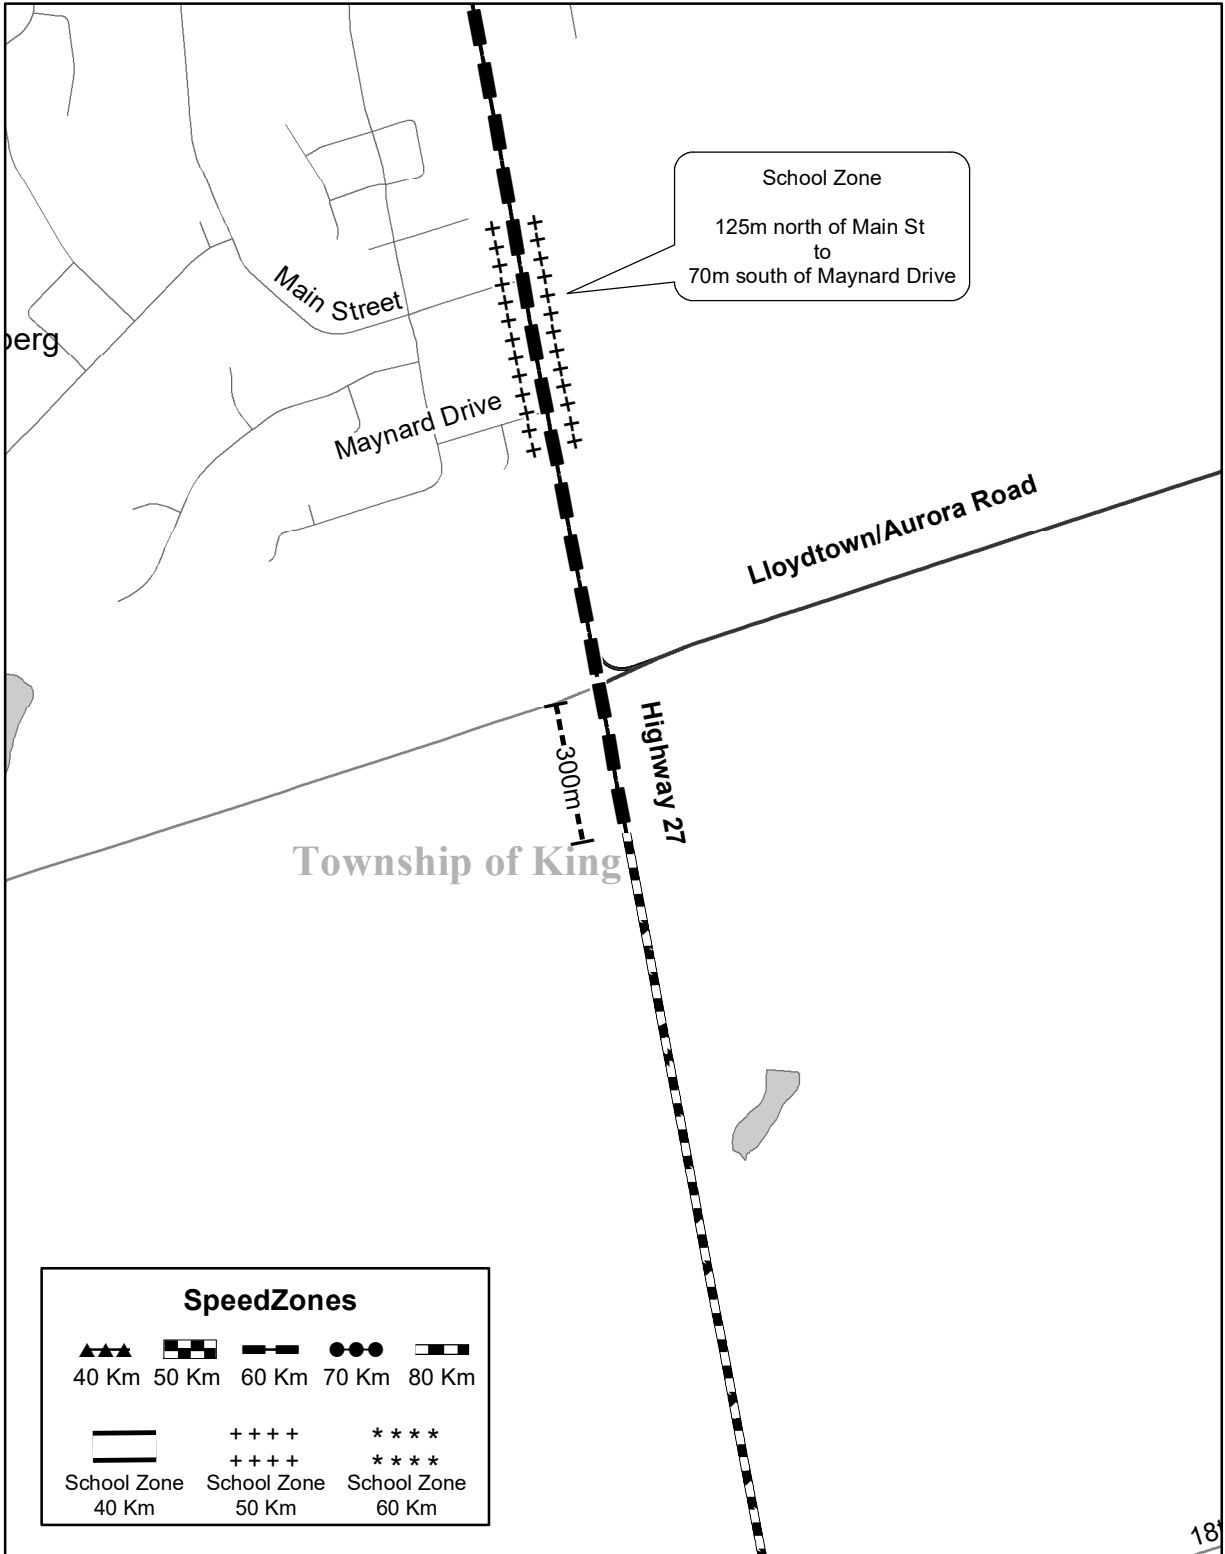 School Zone
125m north of Main St
to
70m south of Maynard Drive
Main Street
berg
Maynard Drive
Lloydtown/Aurora Road
Highway 27
300m
Township of King
SpeedZones
40 Km 50 Km 60 Km 70 Km 80 Km
+ + + + * * * *
+ + + + * * * *
School Zone School Zone School Zone
40 Km 50 Km 60 Km
18